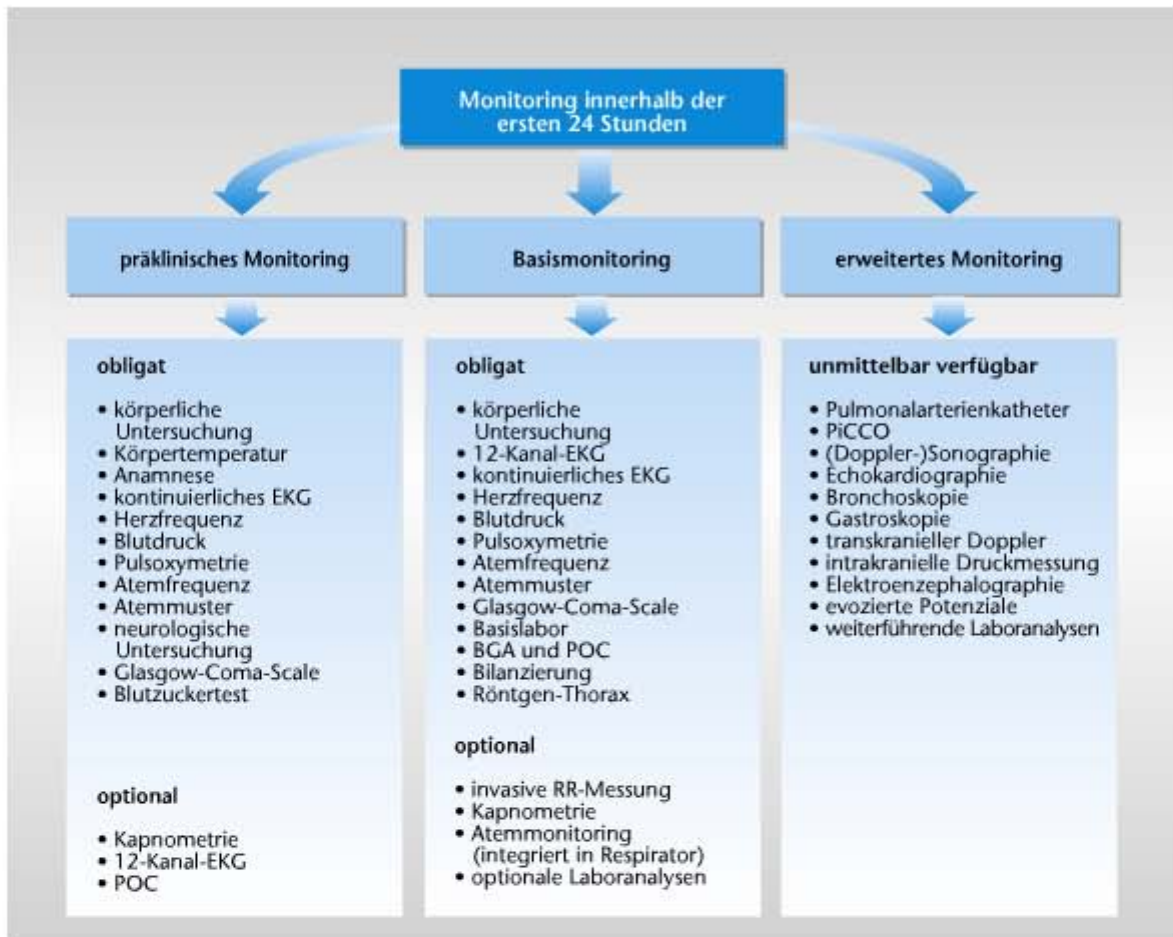 Monitoring innerhalb der
ersten 24 Stunden
präklinisches Monitoring
Basismonitoring
erweitertes Monitoring
obligat
• körperliche
Untersuchung
• Körpertemperatur
• Anamnese
• kontinuierliches EKG
• Herzfrequenz
• Blutdruck
• Pulsoxymetrie
• Atemfrequenz
• Atemmuster
• neurologische
Untersuchung
• Glasgow-Coma-Scale
• Blutzuckertest
optional
• Kapnometrie
• 12-Kanal-EKG
• POC
obligat
• körperliche
Untersuchung
• 12-Kanal-EKG
• kontinuierliches EKG
• Herzfrequenz
• Blutdruck
• Pulsoxymetrie
• Atemfrequenz
• Atemmuster
• Glasgow-Coma-Scale
• Basislabor
• BGA und POC
• Bilanzierung
• Röntgen-Thorax
optional
• invasive RR-Messung
• Kapnometrie
• Atemmonitoring
(integriert in Respirator)
• optionale Laboranalysen
unmittelbar verfügbar
• Pulmonalarterienkatheter
• PiCCO
• (Doppler-)Sonographie
• Echokardiographie
• Bronchoskopie
• Gastroskopie
• transkranieller Doppler
• intrakranielle Druckmessung
• Elektroenzephalographie
• evozierte Potenziale
• weiterführende Laboranalysen